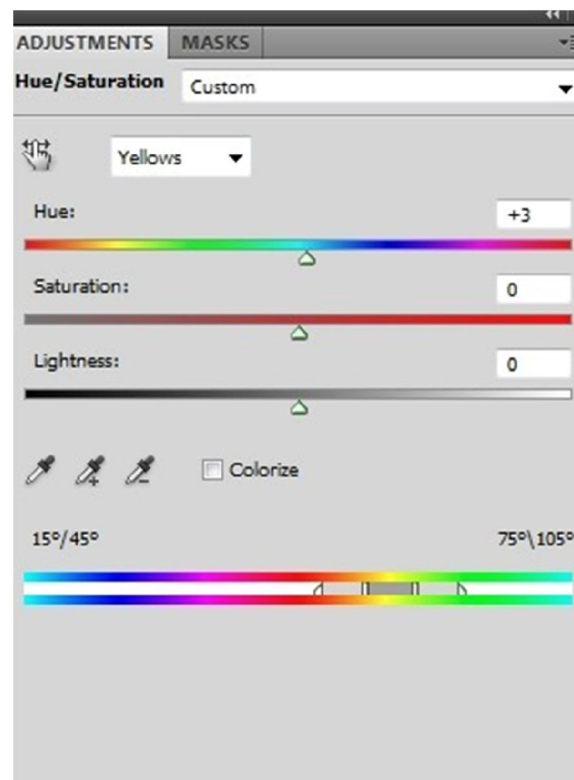 ADJUSTMENTS MASKS
Hue/Saturation Custom
Yellows
Hue: +3
Saturation: 0
Lightness: 0
Colorize
15°/45° 75°\105°